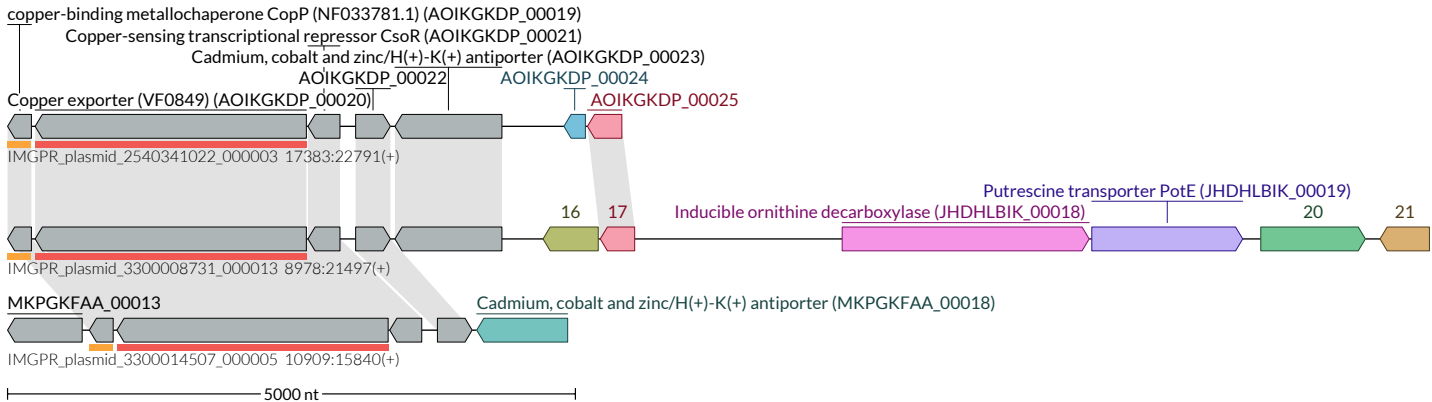 copper-binding metallochaperone CopP (NF033781.1) (AOIKGKDP_00019)
Copper-sensing transcriptional repressor CsoR (AOIKGKDP_00021)
Cadmium, cobalt and zinc/H(+)-K(+) antiporter (AOIKGKDP_00023)
AOIKGKDP_00022 AOIKGKDP_00024
Copper exporter (VF0849) (AOIKGKDP_00020) AOIKGKDP_00025
IMGPR_plasmid_2540341022_000003 17383:22791(+)
Putrescine transporter PotE (JHDHLBIK_00019)
16 17 Inducible ornithine decarboxylase (JHDHLBIK_00018) 20 21
IMGPR_plasmid_3300008731_000013 8978:21497(+)
MKPGKFAA_00013 Cadmium, cobalt and zinc/H(+)-K(+) antiporter (MKPGKFAA_00018)
IMGPR_plasmid_3300014507_000005 10909:15840(+)
5000 nt